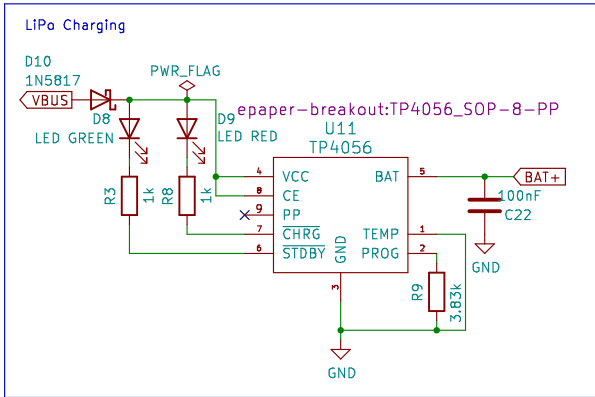 LiPo Charging
D10
1N5817
VBUS
PWR_FLAG
D8
LED GREEN
D9
LED RED
epaper-breakout:TP4056_SOP-8-PP
U11
TP4056
R3
1k
R8
1k
4
8
9
7
6
VCC
CE
PP
CHRG
STDBY
GND
3
BAT
TEMP
PROG
5
1
2
BAT+
100nF
C22
GND
R9
3.83k
GND